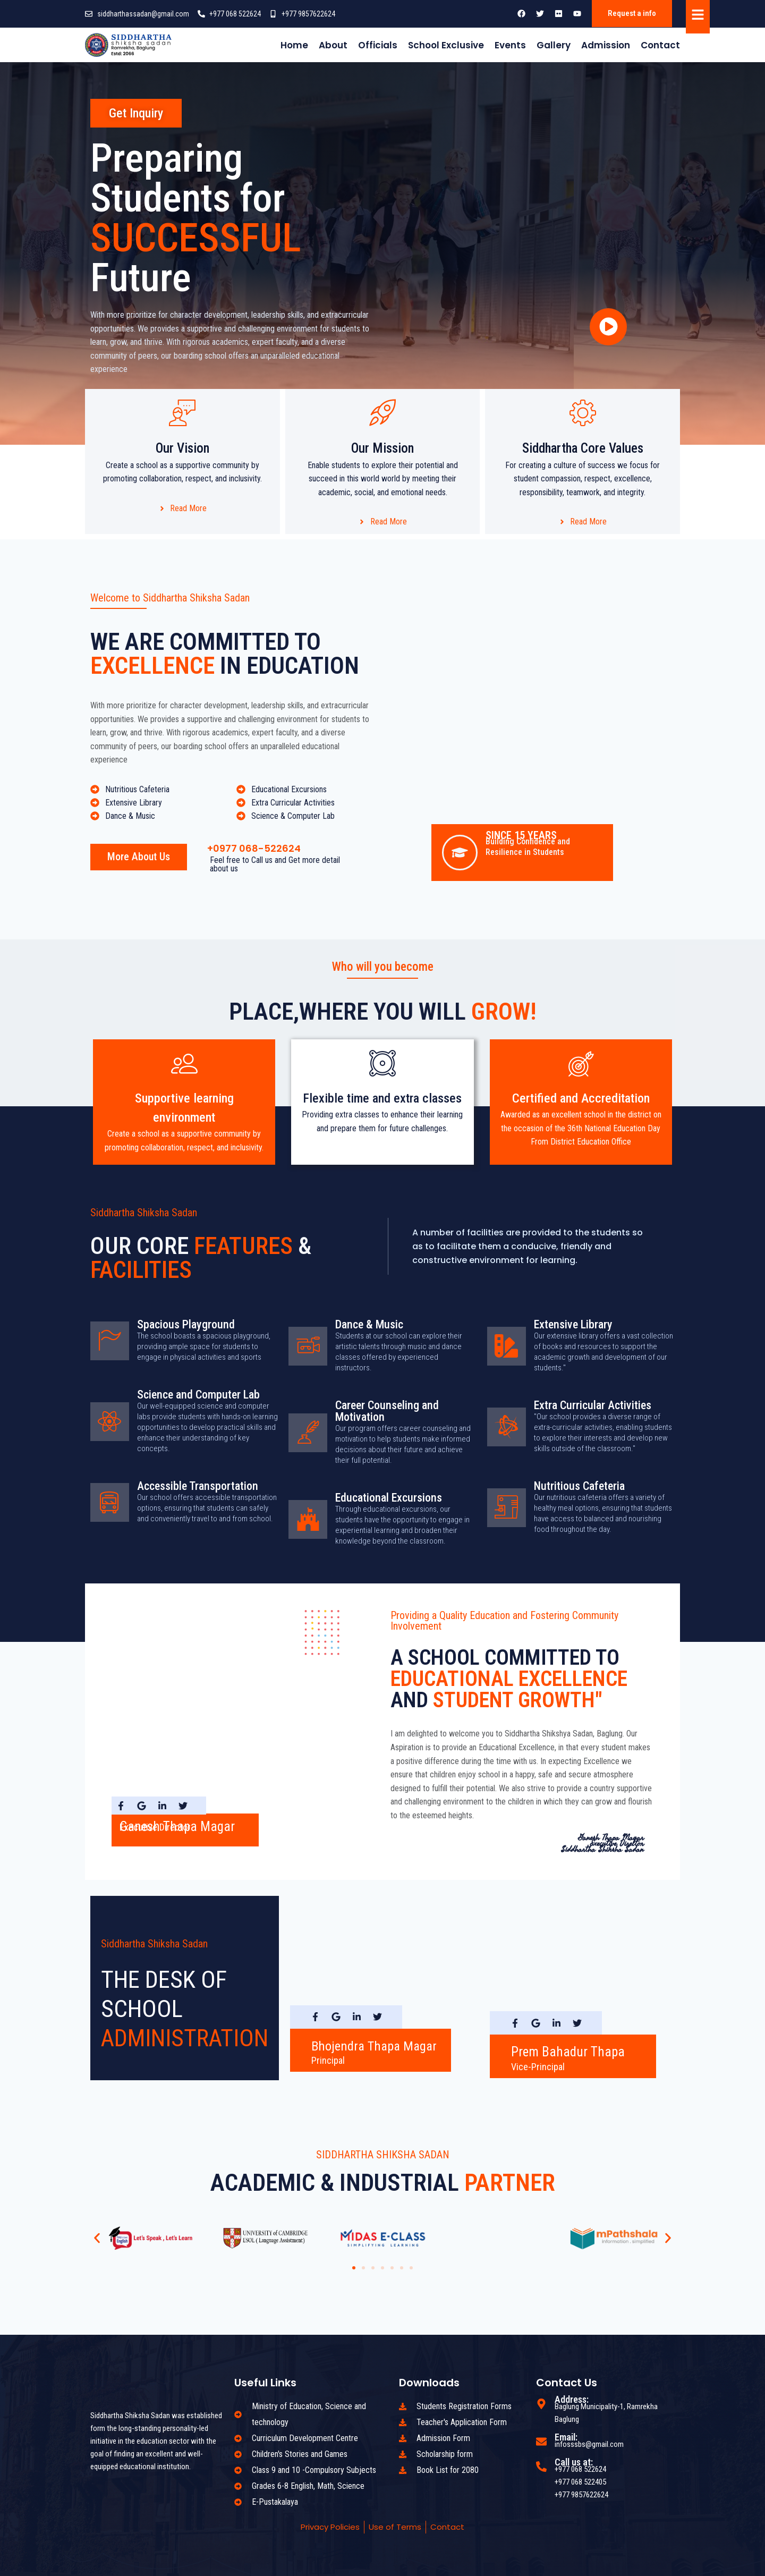 siddharthassadan@gmail.com +977 068 522624 +977 9857622624 Request a info
SIDDHARTHA
shiksha sadan
Ramrekha, Baglung
Estd: 2066
Home About Officials School Exclusive Events Gallery Admission Contact
Get Inquiry
Preparing
Students for
SUCCESSFUL
Future
With more prioritize for character development, leadership skills, and extracurricular
opportunities. We provides a supportive and challenging environment for students to
learn, grow, and thrive. With rigorous academics, expert faculty, and a diverse
community of peers, our boarding school offers an unparalleled educational
experience
Our Vision
Create a school as a supportive community by
promoting collaboration, respect, and inclusivity.
Read More
Our Mission
Enable students to explore their potential and
succeed in this world world by meeting their
academic, social, and emotional needs.
Read More
Siddhartha Core Values
For creating a culture of success we focus for
student compassion, respect, excellence,
responsibility, teamwork, and integrity.
Read More
Welcome to Siddhartha Shiksha Sadan
WE ARE COMMITTED TO
EXCELLENCE IN EDUCATION
With more prioritize for character development, leadership skills, and extracurricular
opportunities. We provides a supportive and challenging environment for students to
learn, grow, and thrive. With rigorous academics, expert faculty, and a diverse
community of peers, our boarding school offers an unparalleled educational
experience
Nutritious Cafeteria
Extensive Library
Dance & Music
Educational Excursions
Extra Curricular Activities
Science & Computer Lab
More About Us
+0977 068-522624
Feel free to Call us and Get more detail
about us
SINCE 15 YEARS
Building Confidence and
Resilience in Students
Who will you become
PLACE,WHERE YOU WILL GROW!
Supportive learning
environment
Create a school as a supportive community by
promoting collaboration, respect, and inclusivity.
Flexible time and extra classes
Providing extra classes to enhance their learning
and prepare them for future challenges.
Certified and Accreditation
Awarded as an excellent school in the district on
the occasion of the 36th National Education Day
From District Education Office
Siddhartha Shiksha Sadan
OUR CORE FEATURES &
FACILITIES
A number of facilities are provided to the students so
as to facilitate them a conducive, friendly and
constructive environment for learning.
Spacious Playground
The school boasts a spacious playground,
providing ample space for students to
engage in physical activities and sports
Science and Computer Lab
Our well-equipped science and computer
labs provide students with hands-on learning
opportunities to develop practical skills and
enhance their understanding of key
concepts.
Accessible Transportation
Our school offers accessible transportation
options, ensuring that students can safely
and conveniently travel to and from school.
Dance & Music
Students at our school can explore their
artistic talents through music and dance
classes offered by experienced
instructors.
Career Counseling and
Motivation
Our program offers career counseling and
motivation to help students make informed
decisions about their future and achieve
their full potential.
Educational Excursions
Through educational excursions, our
students have the opportunity to engage in
experiential learning and broaden their
knowledge beyond the classroom.
Extensive Library
Our extensive library offers a vast collection
of books and resources to support the
academic growth and development of our
students."
Extra Curricular Activities
"Our school provides a diverse range of
extra-curricular activities, enabling students
to explore their interests and develop new
skills outside of the classroom."
Nutritious Cafeteria
Our nutritious cafeteria offers a variety of
healthy meal options, ensuring that students
have access to balanced and nourishing
food throughout the day.
Providing a Quality Education and Fostering Community
Involvement
A SCHOOL COMMITTED TO
EDUCATIONAL EXCELLENCE
AND STUDENT GROWTH"
I am delighted to welcome you to Siddhartha Shikshya Sadan, Baglung. Our
Aspiration is to provide an Educational Excellence, in that every student makes
a positive difference during the time with us. In expecting Excellence we
ensure that children enjoy school in a happy, safe and secure atmosphere
designed to fulfill their potential. We also strive to provide a very challenging
and challenging environment to the children in which they can grow and flourish
to the esteemed heights.
Ganesh Thapa Magar
Executive Director
Siddhartha Shiksha Sadan
Ganesh Thapa Magar
Siddhartha Shiksha Sadan
THE DESK OF
SCHOOL
ADMINISTRATION
Bhojendra Thapa Magar
Principal
Prem Bahadur Thapa
Vice-Principal
SIDDHARTHA SHIKSHA SADAN
ACADEMIC & INDUSTRIAL PARTNER
Let's Speak , Let's Learn
UNIVERSITY of CAMBRIDGE
ESOL ( Language Assistment )
MIDAS E-CLASS
SIMPLIFYING LEARNING
mPathshala
Information . simplified
Siddhartha Shiksha Sadan was established
form the long-standing personality-led
initiative in the education sector with the
goal of finding an excellent and well-
equipped educational institution.
Useful Links
Ministry of Education, Science and
technology
Curriculum Development Centre
Children's Stories and Games
Class 9 and 10 -Compulsory Subjects
Grades 6-8 English, Math, Science
E-Pustakalaya
Downloads
Students Registration Forms
Teacher's Application Form
Admission Form
Scholarship form
Book List for 2080
Contact Us
Address:
Baglung Municipality-1, Ramrekha
Baglung
Email:
infosssbs@gmail.com
Call us at:
+977 068 522624
+977 068 522405
+977 9857622624
Privacy Policies Use of Terms Contact